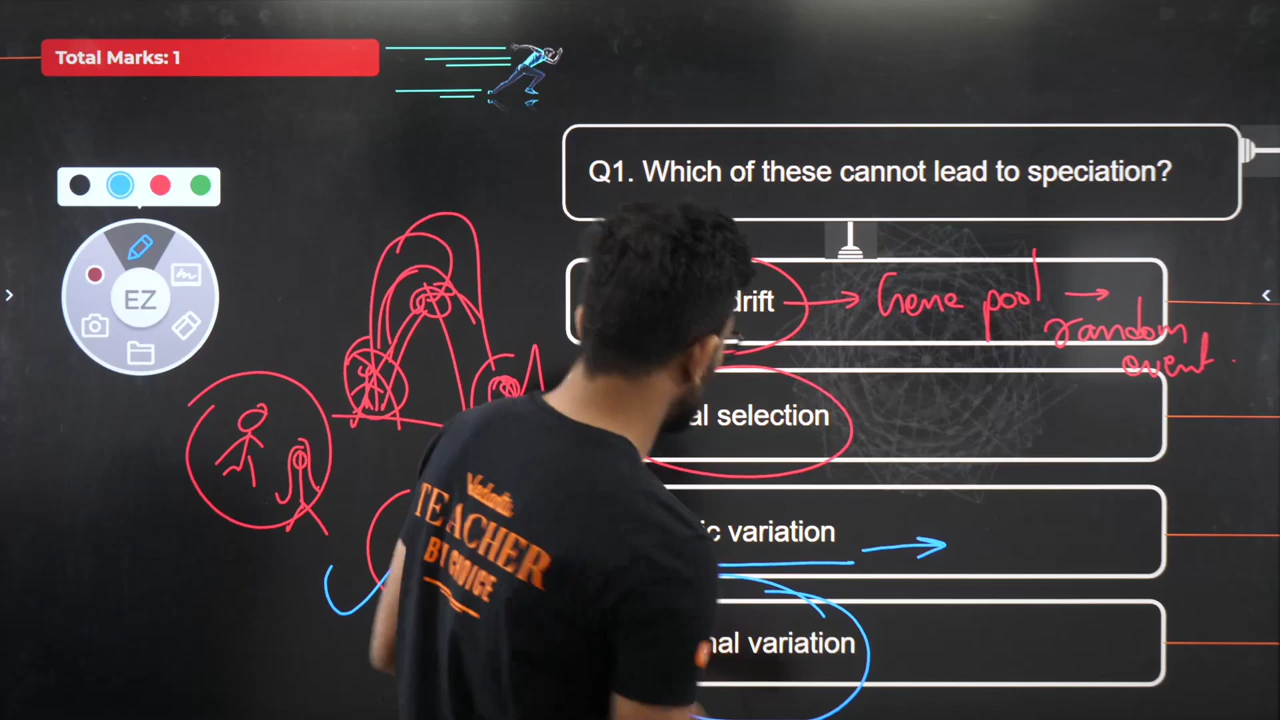 Total Marks: 1
Q1. Which of these cannot lead to speciation?
drift
Gene pool
random
event
al selection
EZ
TEACHER
BY CHOICE
ic variation
nal variation